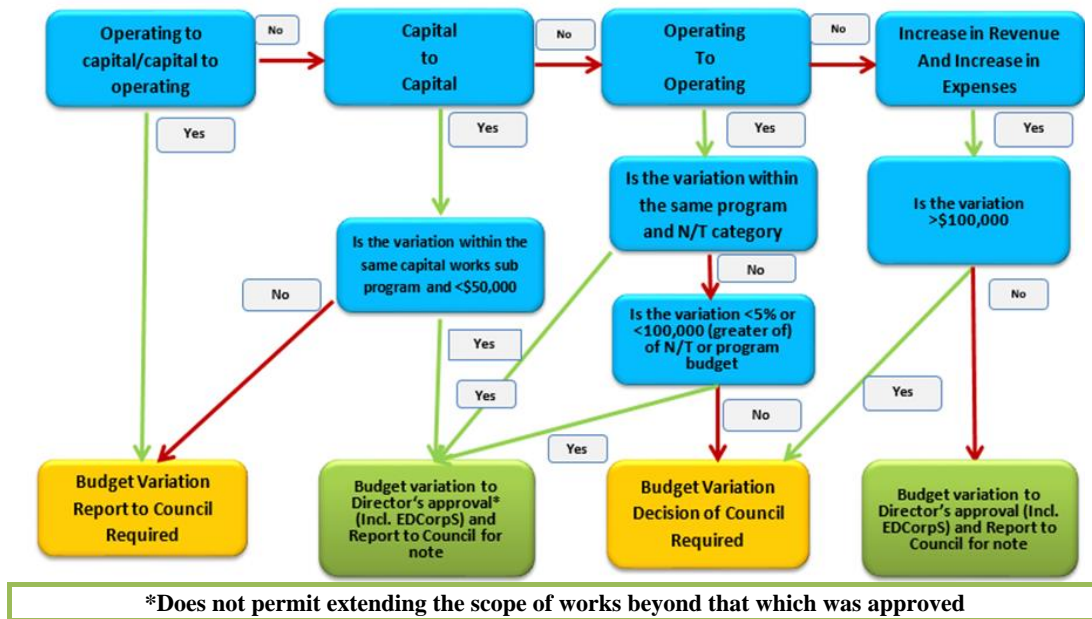 Operating to
capital/capital to
operating
No
Capital
to
Capital
No
Operating
To
Operating
No
Increase in Revenue
And Increase in
Expenses
Yes
Yes
Yes
Yes
Is the variation within
the same program
and N/T category
Is the variation
>$100,000
Is the variation within the
same capital works sub
program and <$50,000
No
No
No
Is the variation <5% or
<100,000 (greater of)
of N/T or program
budget
Yes
Yes
Yes
No
Yes
Budget Variation
Report to Council
Required
Budget variation to
Director's approval*
(Incl. EDCorpS) and
Report to Council for
note
Budget Variation
Decision of Council
Required
Budget variation to
Director's approval (Incl.
EDCorpS) and Report to
Council for note
*Does not permit extending the scope of works beyond that which was approved